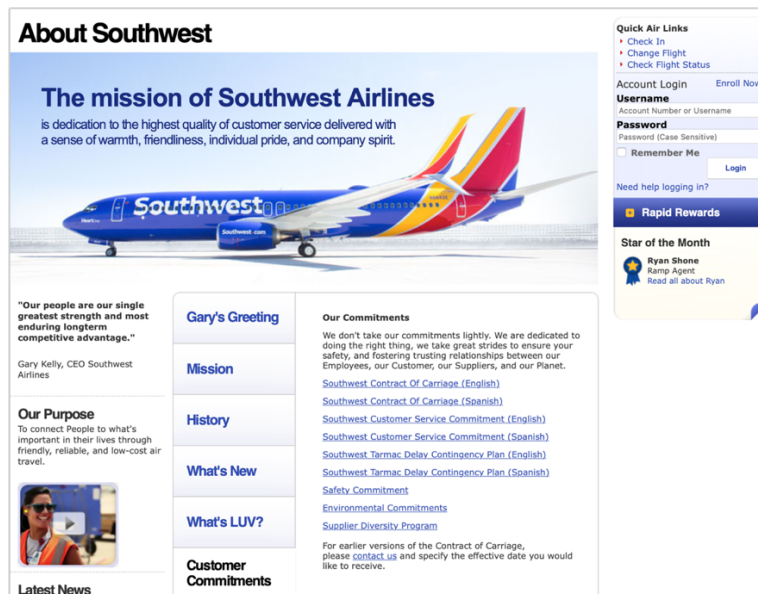 About Southwest
The mission of Southwest Airlines
is dedication to the highest quality of customer service delivered with
a sense of warmth, friendliness, individual pride, and company spirit.
Southwest
Southwest.com
Quick Air Links
Check In
Change Flight
Check Flight Status
Account Login
Enroll Now
Username
Account Number or Username
Password
Password (Case Sensitive)
Remember Me
Login
Need help logging in?
Rapid Rewards
Star of the Month
Ryan Shone
Ramp Agent
Read all about Ryan
"Our people are our single
greatest strength and most
enduring longterm
competitive advantage."
Gary Kelly, CEO Southwest
Airlines
Our Purpose
To connect People to what's
important in their lives through
friendly, reliable, and low-cost air
travel.
Latest News
Gary's Greeting
Mission
History
What's New
What's LUV?
Customer
Commitments
Our Commitments
We don't take our commitments lightly. We are dedicated to
doing the right thing, we take great strides to ensure your
safety, and fostering trusting relationships between our
Employees, our Customer, our Suppliers, and our Planet.
Southwest Contract Of Carriage (English)
Southwest Contract Of Carriage (Spanish)
Southwest Customer Service Commitment (English)
Southwest Customer Service Commitment (Spanish)
Southwest Tarmac Delay Contingency Plan (English)
Southwest Tarmac Delay Contingency Plan (Spanish)
Safety Commitment
Environmental Commitments
Supplier Diversity Program
For earlier versions of the Contract of Carriage,
please contact us and specify the effective date you would
like to receive.